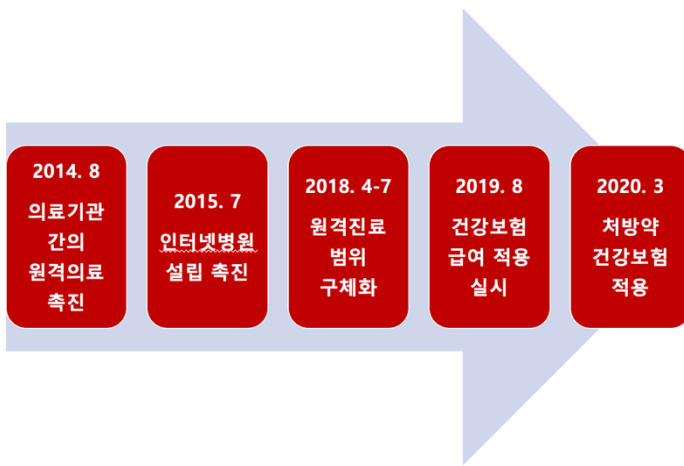 2014. 8
의료기관
간의
원격의료
촉진
2015. 7
인터넷병원
설립 촉진
2018. 4-7
원격진료
범위
구체화
2019. 8
건강보험
급여 적용
실시
2020. 3
처방약
건강보험
적용